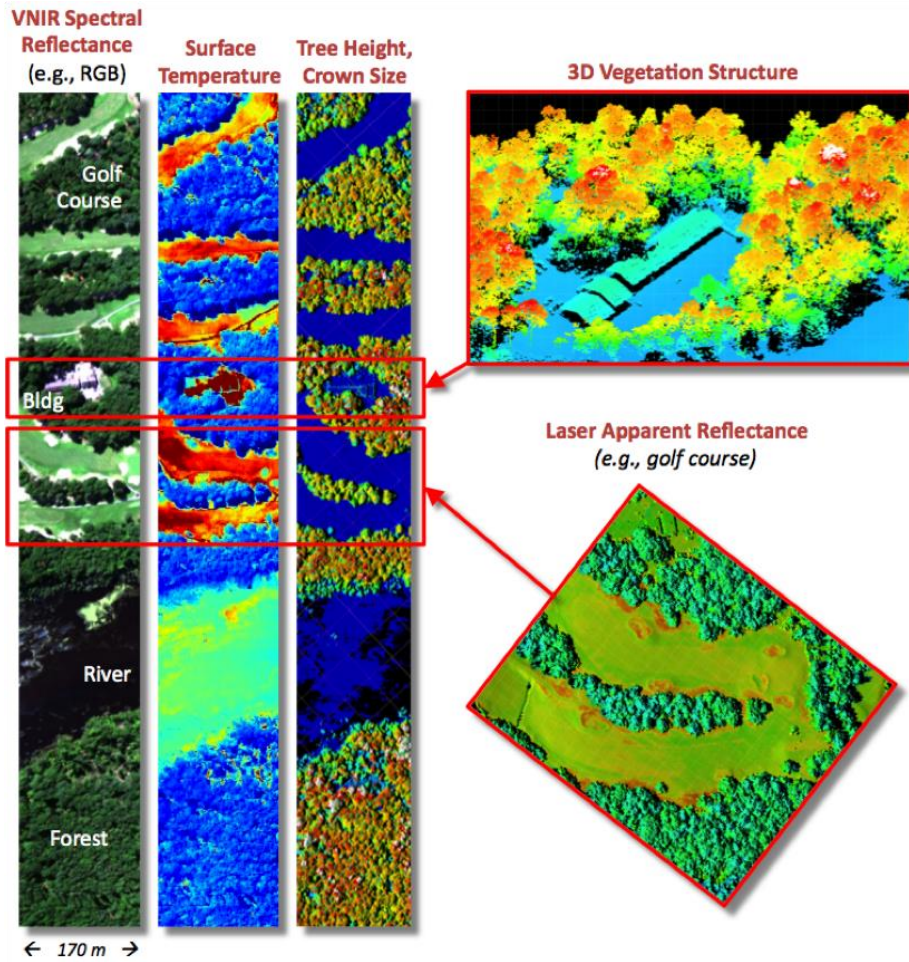 VNIR Spectral
Reflectance
(e.g., RGB)
Surface
Temperature
Tree Height,
Crown Size
3D Vegetation Structure
Golf
Course
Bldg
Laser Apparent Reflectance
(e.g., golf course)
River
Forest
← 170 m →